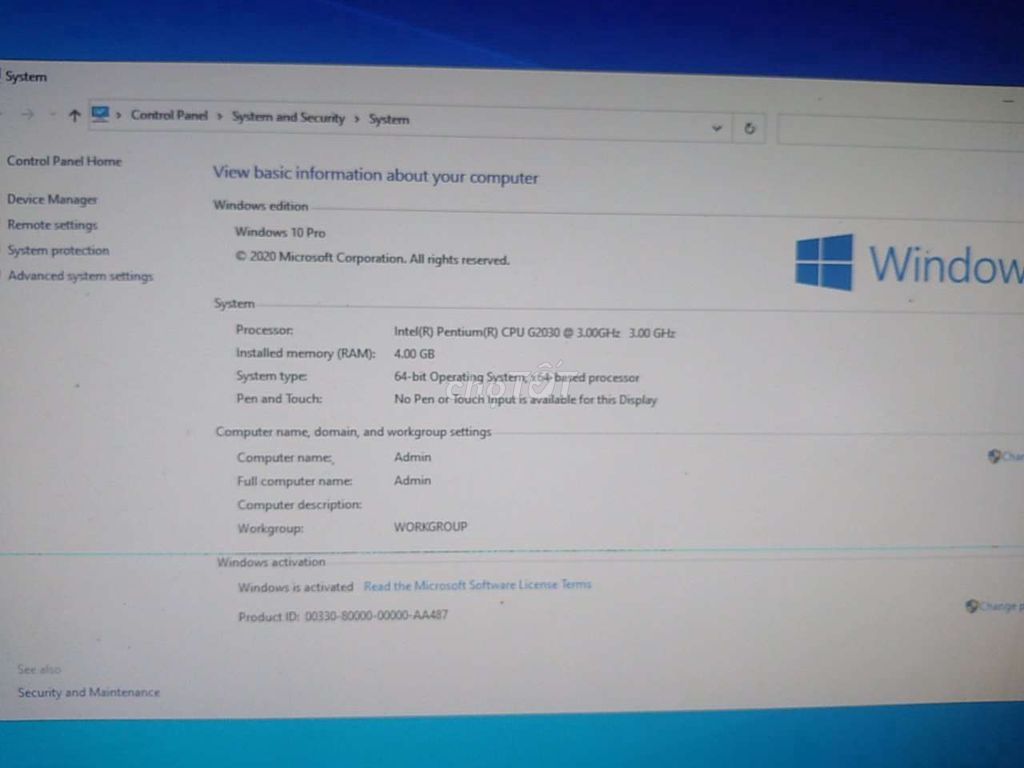 System
Control Panel › System and Security › System
Control Panel Home
Device Manager
Remote settings
System protection
Advanced system settings
View basic information about your computer
Windows edition
Windows 10 Pro
© 2020 Microsoft Corporation. All rights reserved.
Window
System
Processor: Intel(R) Pentium(R) CPU G2030 @ 3.00GHz 3.00 GHz
Installed memory (RAM): 4.00 GB
System type: 64-bit Operating System, x64-based processor
Pen and Touch: No Pen or Touch Input is available for this Display
chợTỐT
Computer name, domain, and workgroup settings
Computer name: Admin
Char
Full computer name: Admin
Computer description:
Workgroup: WORKGROUP
Windows activation
Windows is activated Read the Microsoft Software License Terms
Product ID: 00330-80000-00000-AA487
Change p
See also
Security and Maintenance